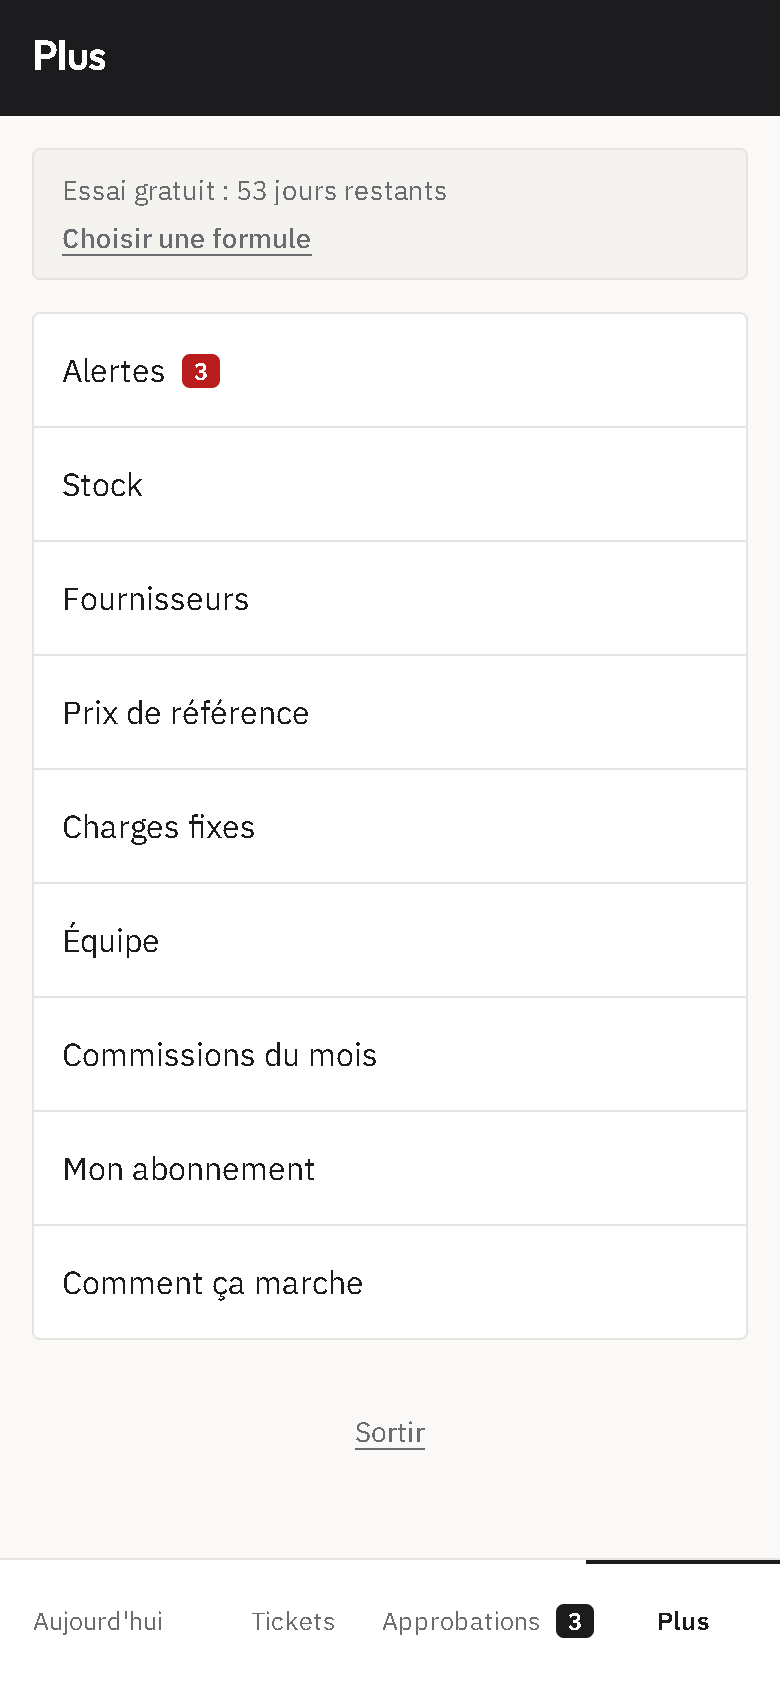 Plus
Essai gratuit : 53 jours restants
Choisir une formule
Alertes 3
Stock
Fournisseurs
Prix de référence
Charges fixes
Équipe
Commissions du mois
Mon abonnement
Comment ça marche
Sortir
Aujourd'hui Tickets Approbations 3 Plus